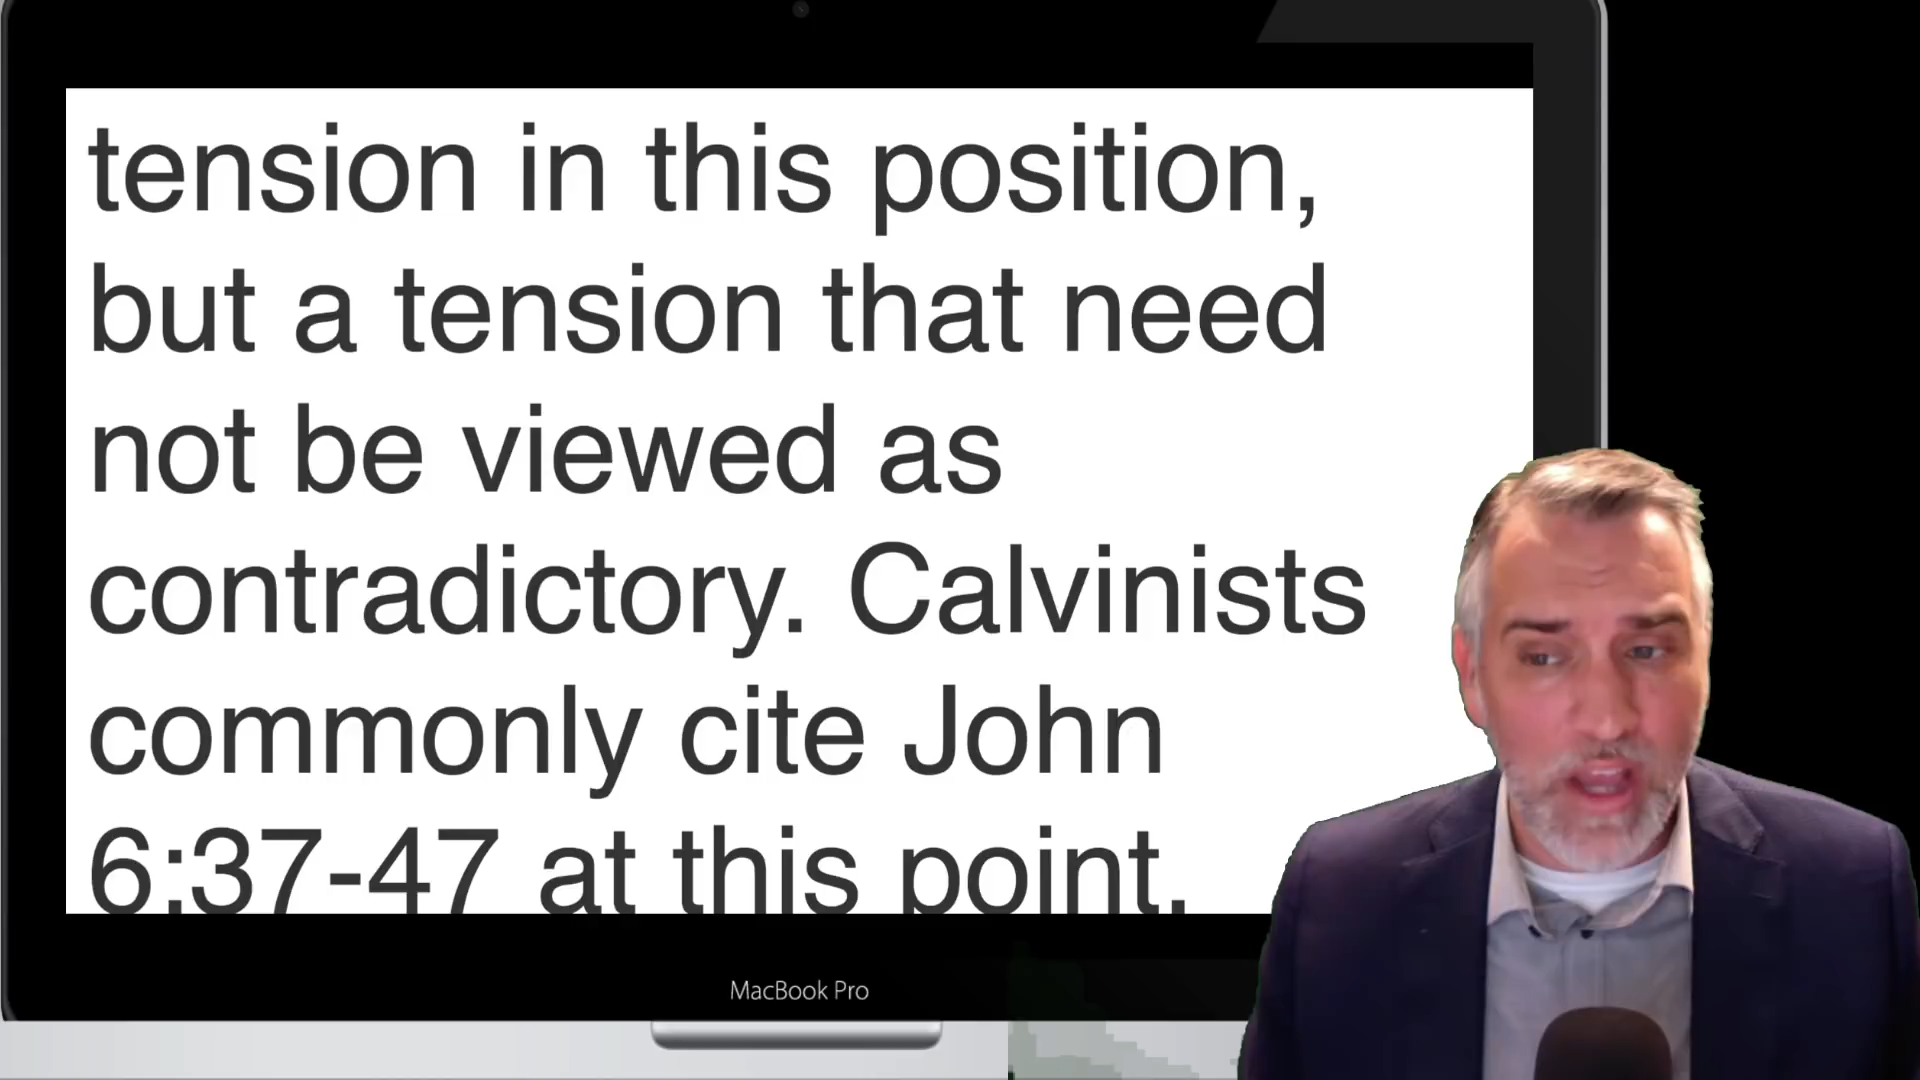 tension in this position,
but a tension that need
not be viewed as
contradictory. Calvinists
commonly cite John
6:37-47 at this point.
MacBook Pro